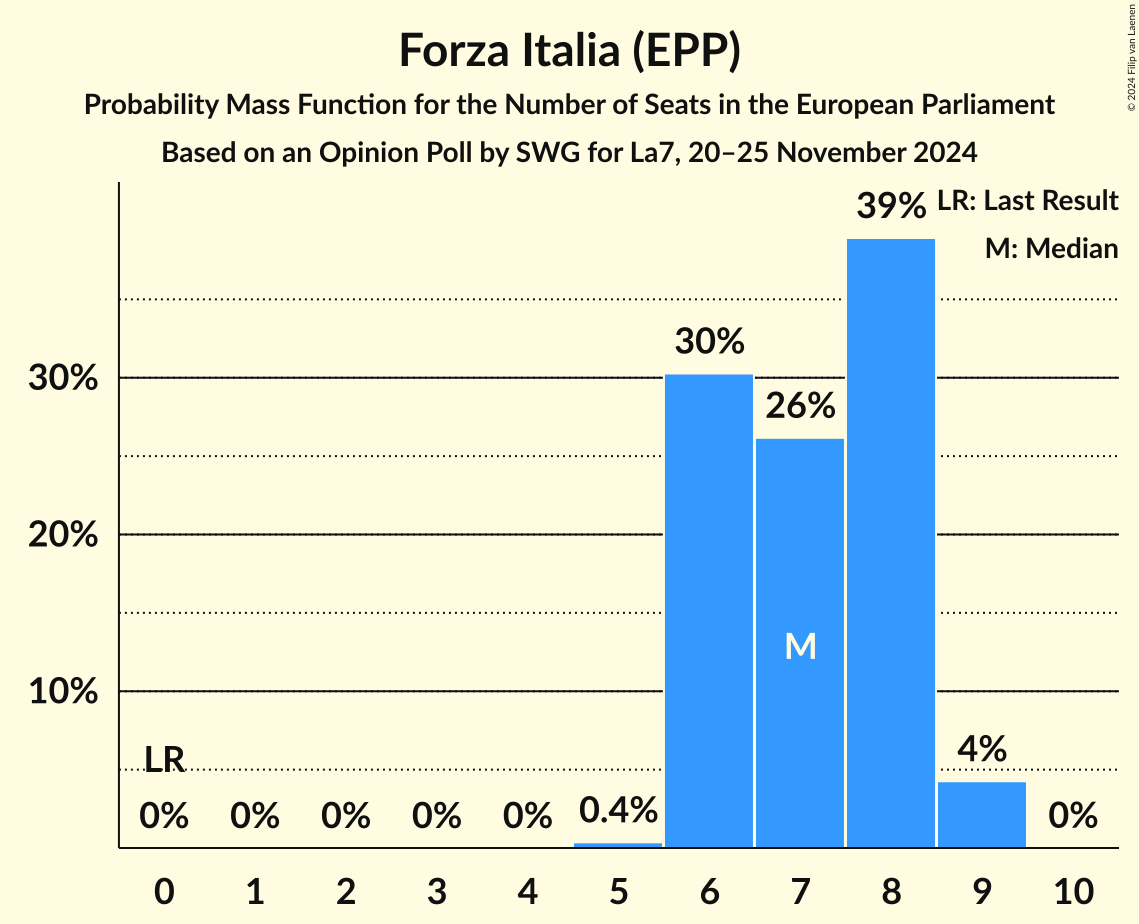 Forza Italia (EPP)
Probability Mass Function for the Number of Seats in the European Parliament
Based on an Opinion Poll by SWG for La7, 20–25 November 2024
© 2024 Filip van Laenen
LR: Last Result
M: Median
39%
30%
26%
30%
20%
10%
M
LR
4%
0% 0% 0% 0% 0% 0.4% 0%
0 1 2 3 4 5 6 7 8 9 10